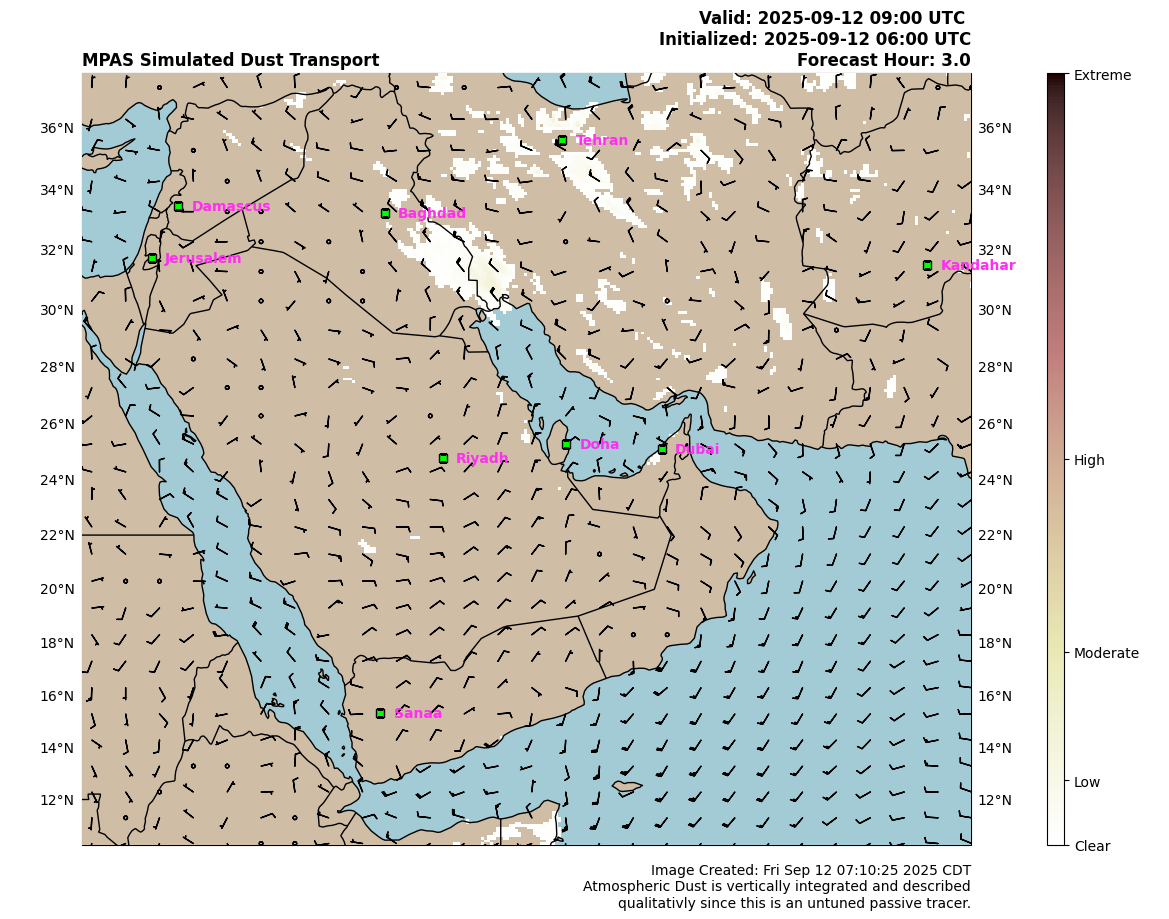 Valid: 2025-09-12 09:00 UTC
Initialized: 2025-09-12 06:00 UTC
MPAS Simulated Dust Transport
Forecast Hour: 3.0
Extreme
36°N
Tehran
36°N
34°N
Damascus
Baghdad
34°N
32°N
Jerusalem
Kandahar
32°N
30°N
30°N
28°N
28°N
26°N
26°N
Riyadh
Doha
Dubai
High
24°N
24°N
22°N
22°N
20°N
20°N
18°N
18°N
Moderate
16°N
16°N
Sanaa
14°N
14°N
12°N
12°N
Low
Clear
Image Created: Fri Sep 12 07:10:25 2025 CDT
Atmospheric Dust is vertically integrated and described
qualitativly since this is an untuned passive tracer.